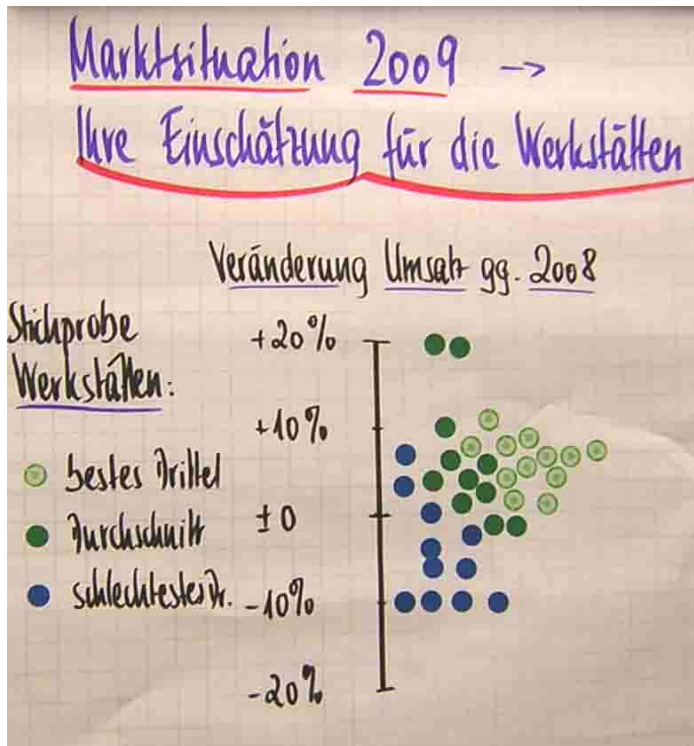 Marktsituation 2009 →
Ihre Einschätzung für die Werkstätten
Veränderung Umsatz gg. 2008
Stichprobe
Werkstätten:
bestes Drittel
Durchschnitt
schlechtestes Dr.
+20%
+10%
±0
-10%
-20%